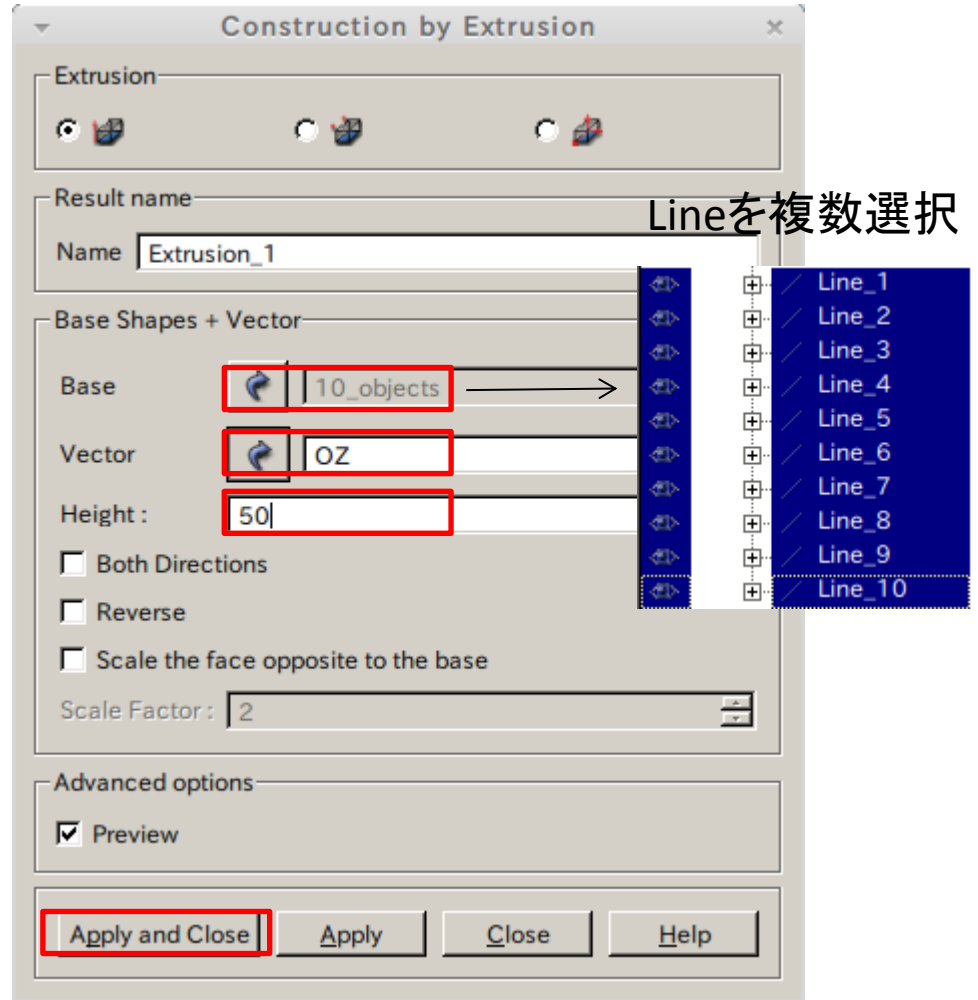 Construction by Extrusion
Extrusion
Result name
Lineを複数選択
Name Extrusion_1
Line_1
Line_2
Line_3
Line_4
Line_5
Line_6
Line_7
Line_8
Line_9
Line_10
Base Shapes + Vector
Base 10_objects
Vector OZ
Height : 50
Both Directions
Reverse
Scale the face opposite to the base
Scale Factor : 2
Advanced options
Preview
Apply and Close Apply Close Help